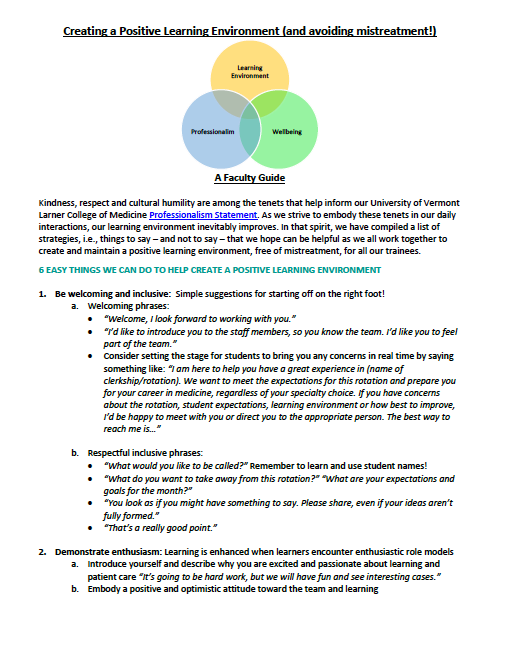 Creating a Positive Learning Environment (and avoiding mistreatment!)
Learning
Environment
Professionalim
Wellbeing
A Faculty Guide
Kindness, respect and cultural humility are among the tenets that help inform our University of Vermont
Larner College of Medicine Professionalism Statement. As we strive to embody these tenets in our daily
interactions, our learning environment inevitably improves. In that spirit, we have compiled a list of
strategies, i.e., things to say – and not to say – that we hope can be helpful as we all work together to
create and maintain a positive learning environment, free of mistreatment, for all our trainees.
6 EASY THINGS WE CAN DO TO HELP CREATE A POSITIVE LEARNING ENVIRONMENT
1. Be welcoming and inclusive: Simple suggestions for starting off on the right foot!
a. Welcoming phrases:
• "Welcome, I look forward to working with you."
• "I'd like to introduce you to the staff members, so you know the team. I'd like you to feel
part of the team."
• Consider setting the stage for students to bring you any concerns in real time by saying
something like: "I am here to help you have a great experience in (name of
clerkship/rotation). We want to meet the expectations for this rotation and prepare you
for your career in medicine, regardless of your specialty choice. If you have concerns
about the rotation, student expectations, learning environment or how best to improve,
I'd be happy to meet with you or direct you to the appropriate person. The best way to
reach me is…"
b. Respectful inclusive phrases:
• "What would you like to be called?" Remember to learn and use student names!
• "What do you want to take away from this rotation?" "What are your expectations and
goals for the month?"
• "You look as if you might have something to say. Please share, even if your ideas aren't
fully formed."
• "That's a really good point."
2. Demonstrate enthusiasm: Learning is enhanced when learners encounter enthusiastic role models
a. Introduce yourself and describe why you are excited and passionate about learning and
patient care "It's going to be hard work, but we will have fun and see interesting cases."
b. Embody a positive and optimistic attitude toward the team and learning